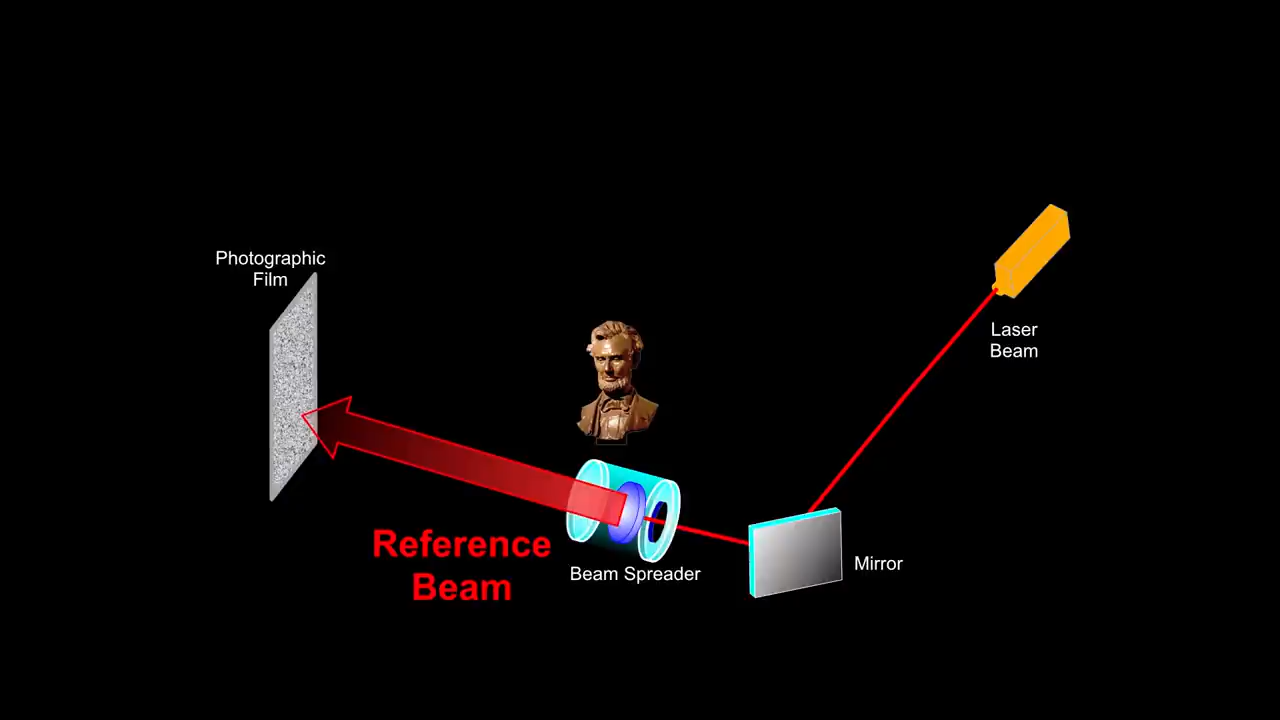 Photographic
Film
Laser
Beam
Reference
Beam
Beam Spreader
Mirror